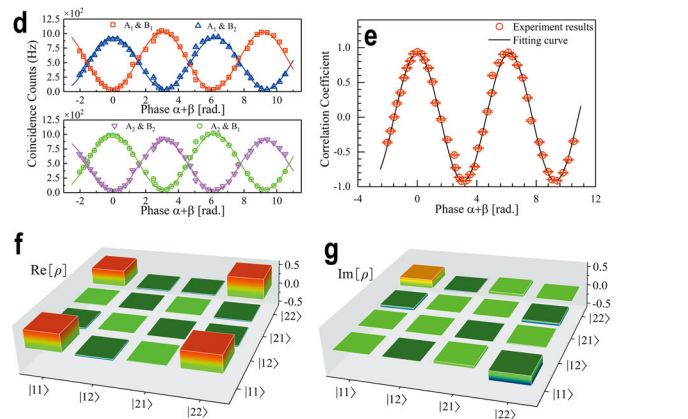 d
A₁ & B₁
A₁ & B₂
Coincidence Counts (Hz)
12.5x10²
10.0
7.5
5.0
2.5
0.0
-2 0 2 4 6 8 10
Phase α+β [rad.]
A₂ & B₂
A₂ & B₁
12.5x10²
10.0
7.5
5.0
2.5
0.0
-2 0 2 4 6 8 10
Phase α+β [rad.]
e
Experiment results
Fitting curve
Correlation Coefficient
1.0
0.5
0.0
-0.5
-1.0
-4 0 4 8 12
Phase α+β [rad.]
f
Re[ρ]
0.5
0.0
-0.5
|22⟩
|21⟩
|12⟩
|11⟩
|11⟩
|12⟩
|21⟩
|22⟩
g
Im[ρ]
0.5
0.0
-0.5
|22⟩
|21⟩
|12⟩
|11⟩
|11⟩
|12⟩
|21⟩
|22⟩